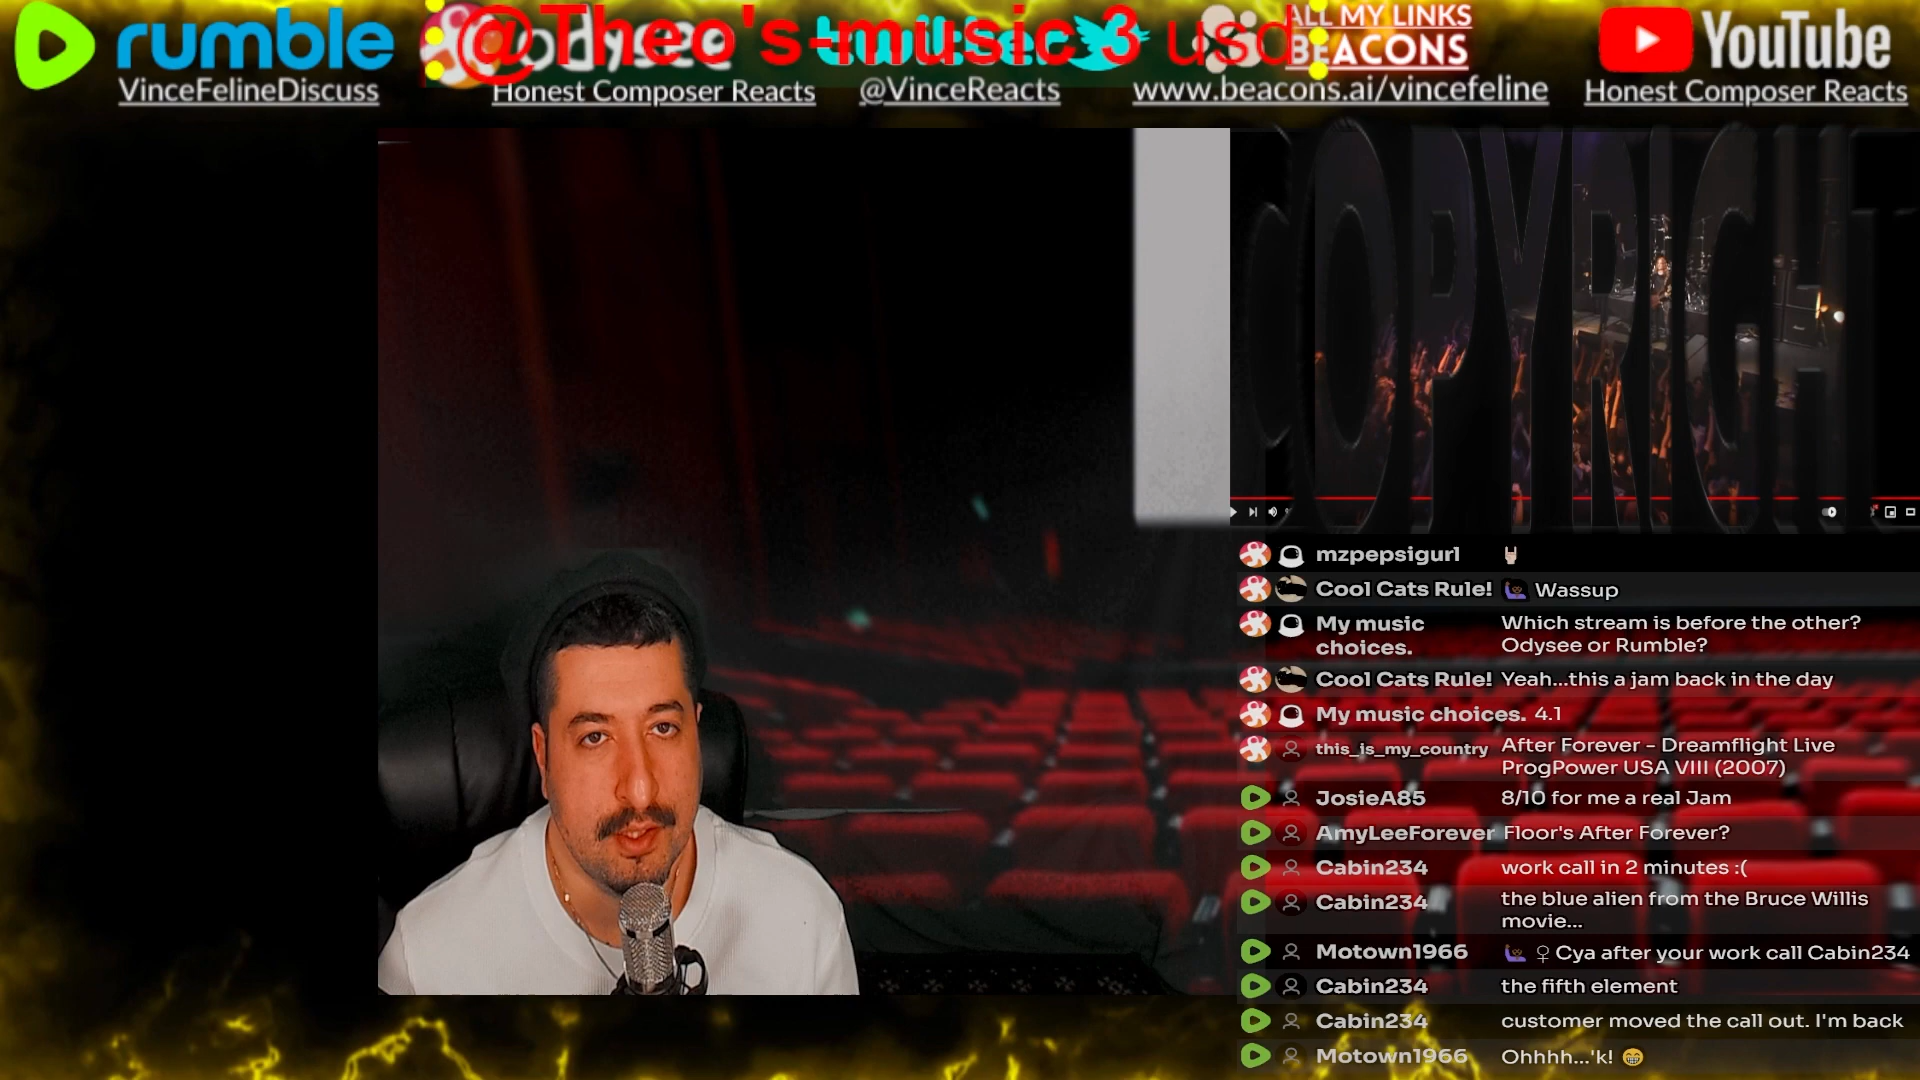 rumble
VinceFelineDiscuss
odysee
Honest Composer Reacts
twitter
@VinceReacts
@Theo's-music 3 usd
ALL MY LINKS
BEACONS
www.beacons.ai/vincefeline
YouTube
Honest Composer Reacts
COPYRIGHT
mzpepsigurl 🤘🏻
Cool Cats Rule! 🙋🏿 Wassup
My music choices. Which stream is before the other?
Odysee or Rumble?
Cool Cats Rule! Yeah...this a jam back in the day
My music choices. 4.1
this_is_my_country After Forever - Dreamflight Live
ProgPower USA VIII (2007)
JosieA85 8/10 for me a real Jam
AmyLeeForever Floor's After Forever?
Cabin234 work call in 2 minutes :(
Cabin234 the blue alien from the Bruce Willis
movie...
Motown1966 🙋🏿 ♀ Cya after your work call Cabin234
Cabin234 the fifth element
Cabin234 customer moved the call out. I'm back
Motown1966 Ohhhh...'k! 😁